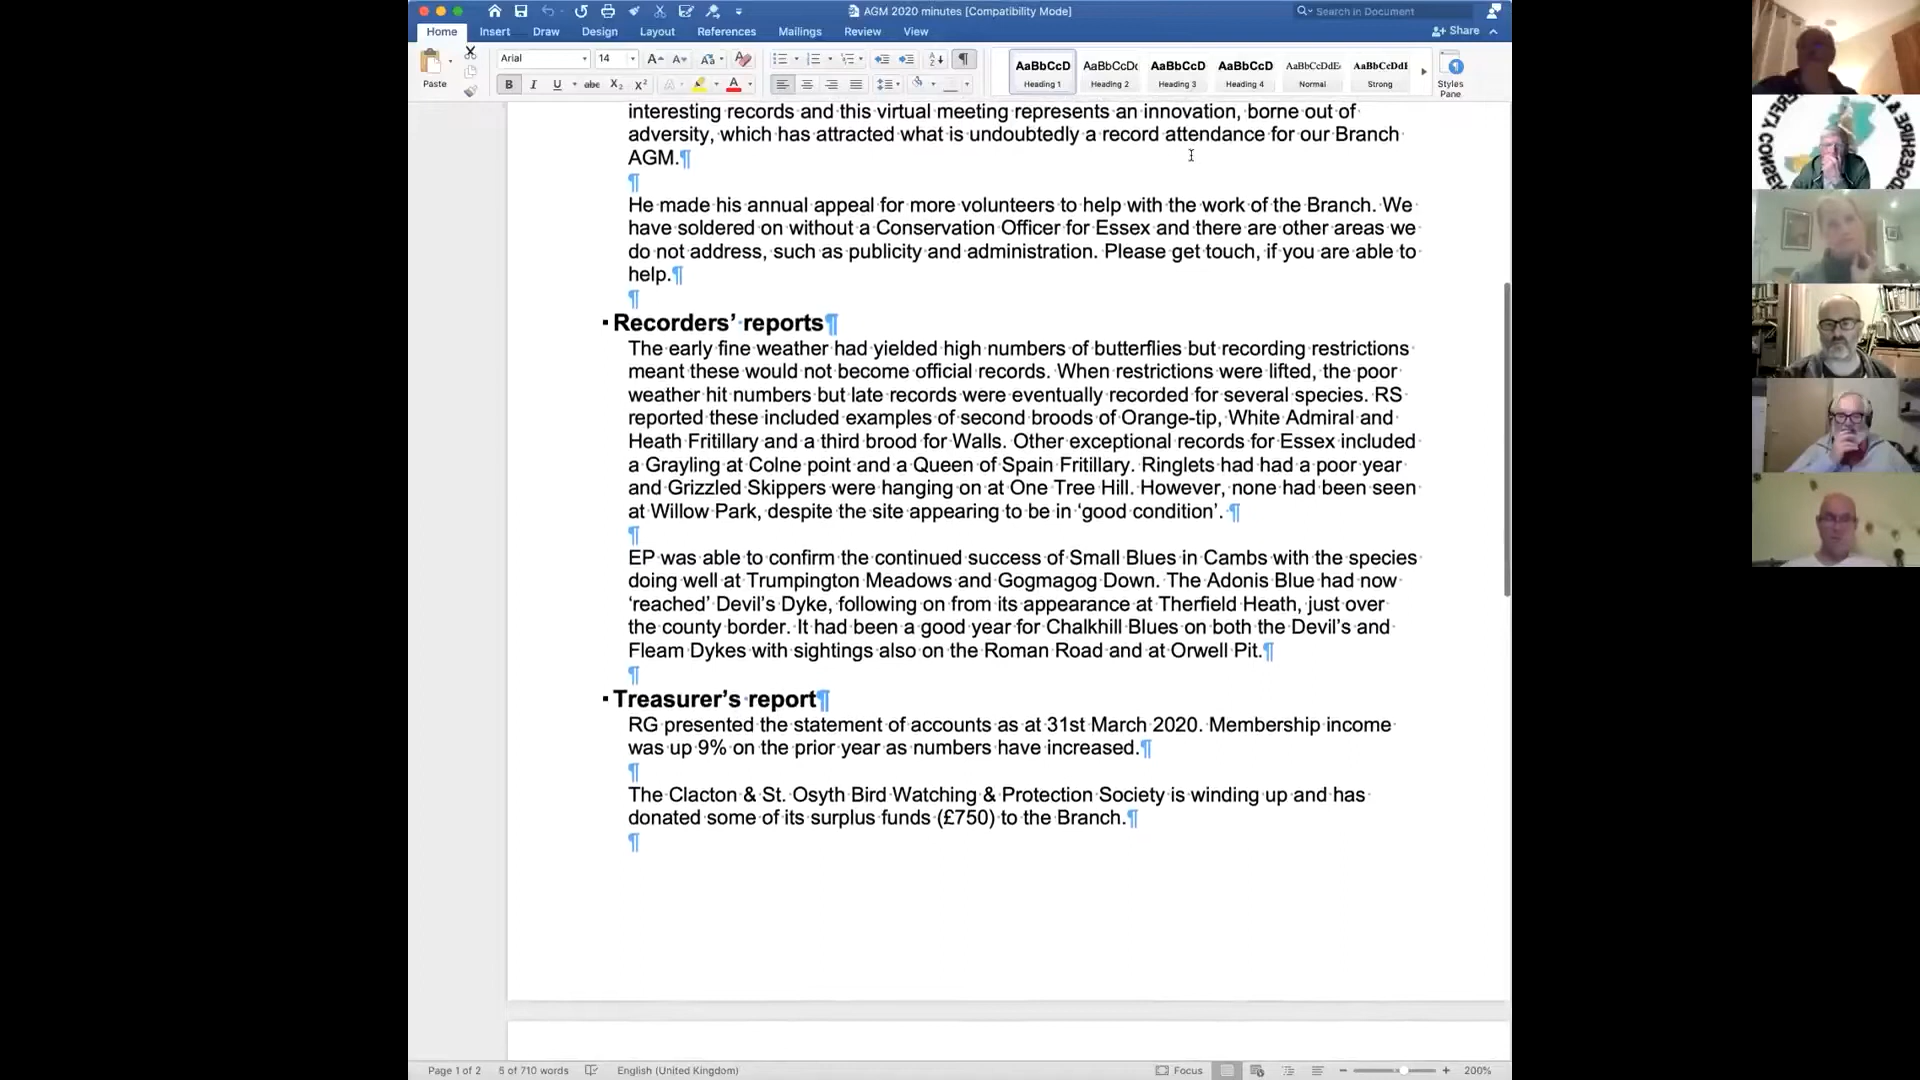 AGM 2020 minutes [Compatibility Mode]
Search in Document
Home Insert Draw Design Layout References Mailings Review View
Share
Paste
Arial
14
AaBbCcD AaBbCcDc AaBbCcD AaBbCcD AaBbCcDdE AaBbCcDdE
Heading 1 Heading 2 Heading 3 Heading 4 Normal Strong
Styles
Pane
interesting records and this virtual meeting represents an innovation, borne out of
adversity, which has attracted what is undoubtedly a record attendance for our Branch
AGM.¶
¶
He made his annual appeal for more volunteers to help with the work of the Branch. We
have soldered on without a Conservation Officer for Essex and there are other areas we
do not address, such as publicity and administration. Please get touch, if you are able to
help.¶
¶
Recorders’ reports¶
The early fine weather had yielded high numbers of butterflies but recording restrictions
meant these would not become official records. When restrictions were lifted, the poor
weather hit numbers but late records were eventually recorded for several species. RS
reported these included examples of second broods of Orange-tip, White Admiral and
Heath Fritillary and a third brood for Walls. Other exceptional records for Essex included
a Grayling at Colne point and a Queen of Spain Fritillary. Ringlets had had a poor year
and Grizzled Skippers were hanging on at One Tree Hill. However, none had been seen
at Willow Park, despite the site appearing to be in ‘good condition’. ¶
¶
EP was able to confirm the continued success of Small Blues in Cambs with the species
doing well at Trumpington Meadows and Gogmagog Down. The Adonis Blue had now
‘reached’ Devil’s Dyke, following on from its appearance at Therfield Heath, just over
the county border. It had been a good year for Chalkhill Blues on both the Devil’s and
Fleam Dykes with sightings also on the Roman Road and at Orwell Pit.¶
¶
Treasurer’s report¶
RG presented the statement of accounts as at 31st March 2020. Membership income
was up 9% on the prior year as numbers have increased.¶
¶
The Clacton & St. Osyth Bird Watching & Protection Society is winding up and has
donated some of its surplus funds (£750) to the Branch.¶
¶
Page 1 of 2 5 of 710 words English (United Kingdom) Focus 200%